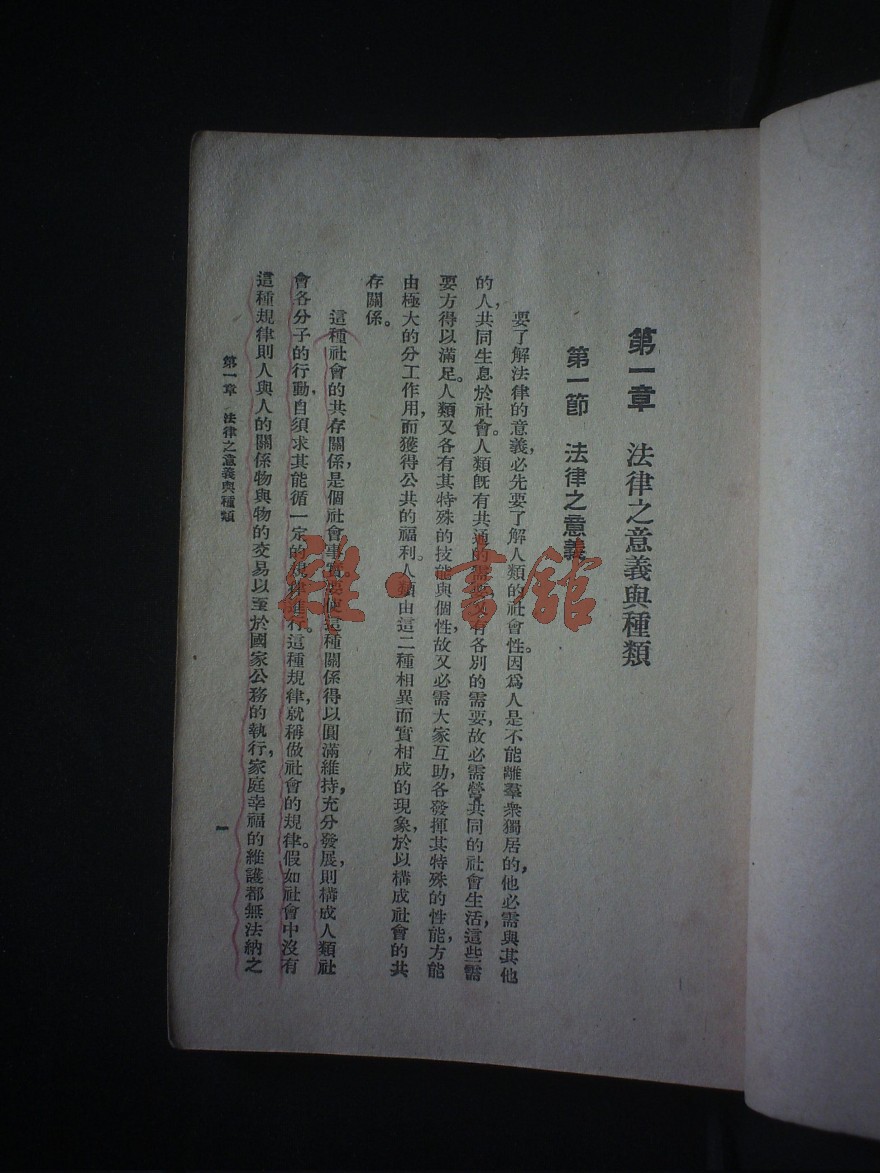 第一章 法律之意義與種類
第一節 法律之意義
要了解法律的意義,必先要了解人類的社會性。因爲人是不能離羣衆獨居的,他必需與其他
的人,共同生息於社會。人類既有共通的需要,又有各別的需要,故必需營共同的社會生活,這些需
要方得以滿足。人類又各有其特殊的技能與個性,故又必需大家互助,各發揮其特殊的性能,方能
由極大的分工作用,而獲得公共的福利。人類由這二種相異而實相成的現象,於以構成社會的共
存關係。
這種社會的共存關係,是個社會事實。要使這種關係得以圓滿維持,充分發展,則構成人類社
會各分子的行動,自須求其能循一定的規律進行。這種規律,就稱做社會的規律。假如社會中沒有
這種規律則人與人的關係物與物的交易以至於國家公務的執行,家庭幸福的維護都無法納之
第一章 法律之意義與種類
一
雜·書館